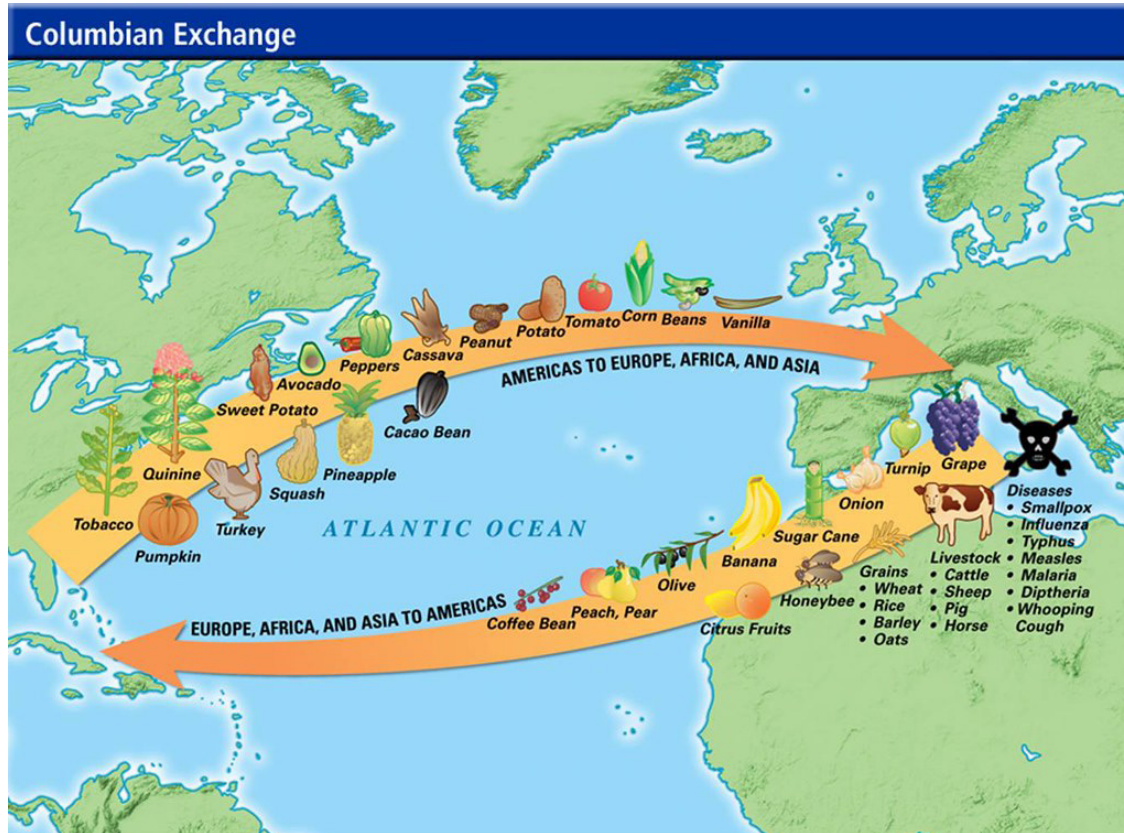 Columbian Exchange
Tobacco
Quinine
Pumpkin
Turkey
Sweet Potato
Avocado
Squash
Peppers
Pineapple
Cassava
Cacao Bean
Peanut
Potato
Tomato
Corn
Beans
Vanilla
AMERICAS TO EUROPE, AFRICA, AND ASIA
ATLANTIC OCEAN
EUROPE, AFRICA, AND ASIA TO AMERICAS
Coffee Bean
Peach, Pear
Olive
Citrus Fruits
Banana
Sugar Cane
Honeybee
Onion
Turnip
Grape
Grains
• Wheat
• Rice
• Barley
• Oats
Livestock
• Cattle
• Sheep
• Pig
• Horse
Diseases
• Smallpox
• Influenza
• Typhus
• Measles
• Malaria
• Diptheria
• Whooping
Cough